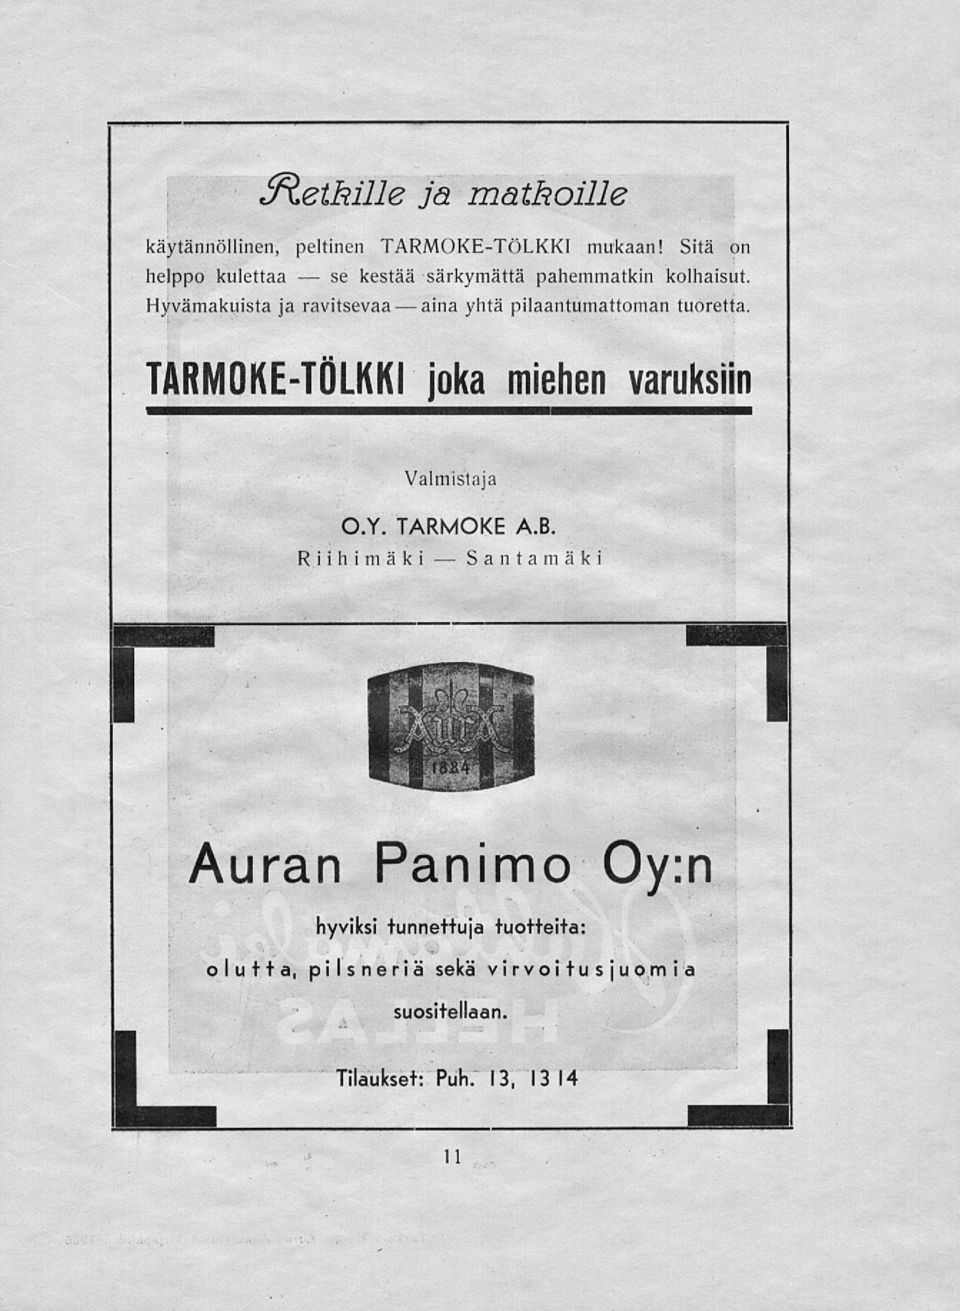 Retkille ja matkoille
käytännöllinen, peltinen TARMOKE-TÖLKKI mukaan! Sitä on
helppo kulettaa — se kestää särkymättä pahemmatkin kolhaisut.
Hyvämakuista ja ravitsevaa — aina yhtä pilaantumattoman tuoretta.
TARMOKE-TÖLKKI joka miehen varuksiin
Valmistaja
O.Y. TARMOKE A.B.
Riihimäki — Santamäki
AurA
1884
Auran Panimo Oy:n
hyviksi tunnettuja tuotteita:
olutta, pilsneriä sekä virvoitusjuomia
suositellaan.
Tilaukset: Puh. 13, 13 14
11
HELLAS